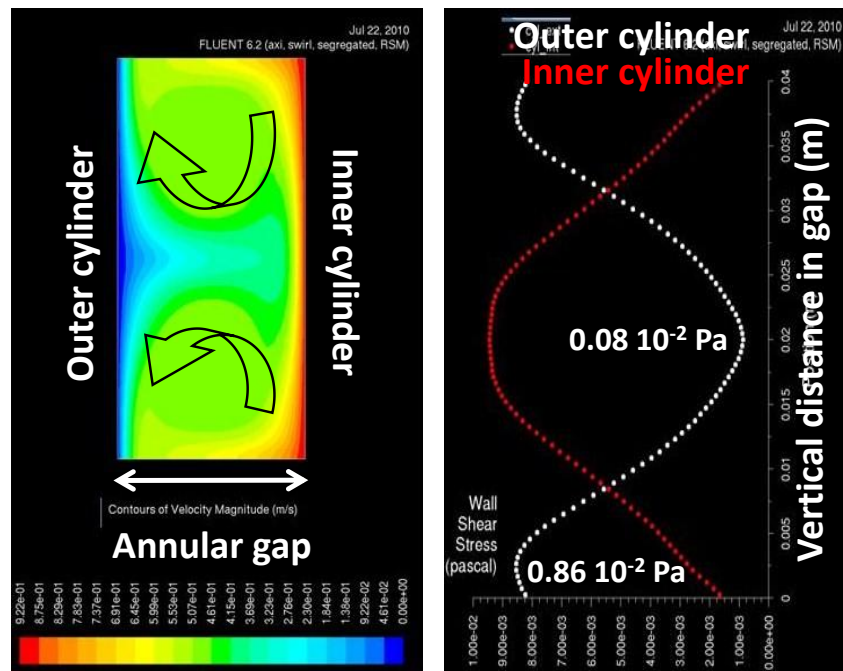 Jul 22, 2010
FLUENT 6.2 (axi, swirl, segregated, RSM)
Outer cylinder
Inner cylinder
Contours of Velocity Magnitude (m/s)
Annular gap
9.22e-01
8.75e-01
8.29e-01
7.83e-01
7.37e-01
6.91e-01
6.45e-01
5.99e-01
5.53e-01
5.07e-01
4.61e-01
4.15e-01
3.69e-01
3.23e-01
2.76e-01
2.30e-01
1.84e-01
1.38e-01
9.22e-02
4.61e-02
0.00e+00
Jul 22, 2010
Outer cylinder
Inner cylinder
segregated, RSM)
0.04
0.035
0.03
0.025
0.02
0.015
0.01
0.005
0
Vertical distance in gap (m)
0.08 10⁻² Pa
0.86 10⁻² Pa
Wall
Shear
Stress
(pascal)
1.00e-02
9.00e-03
8.00e-03
7.00e-03
6.00e-03
5.00e-03
4.00e-03
3.00e-03
2.00e-03
1.00e-03
0.00e+00